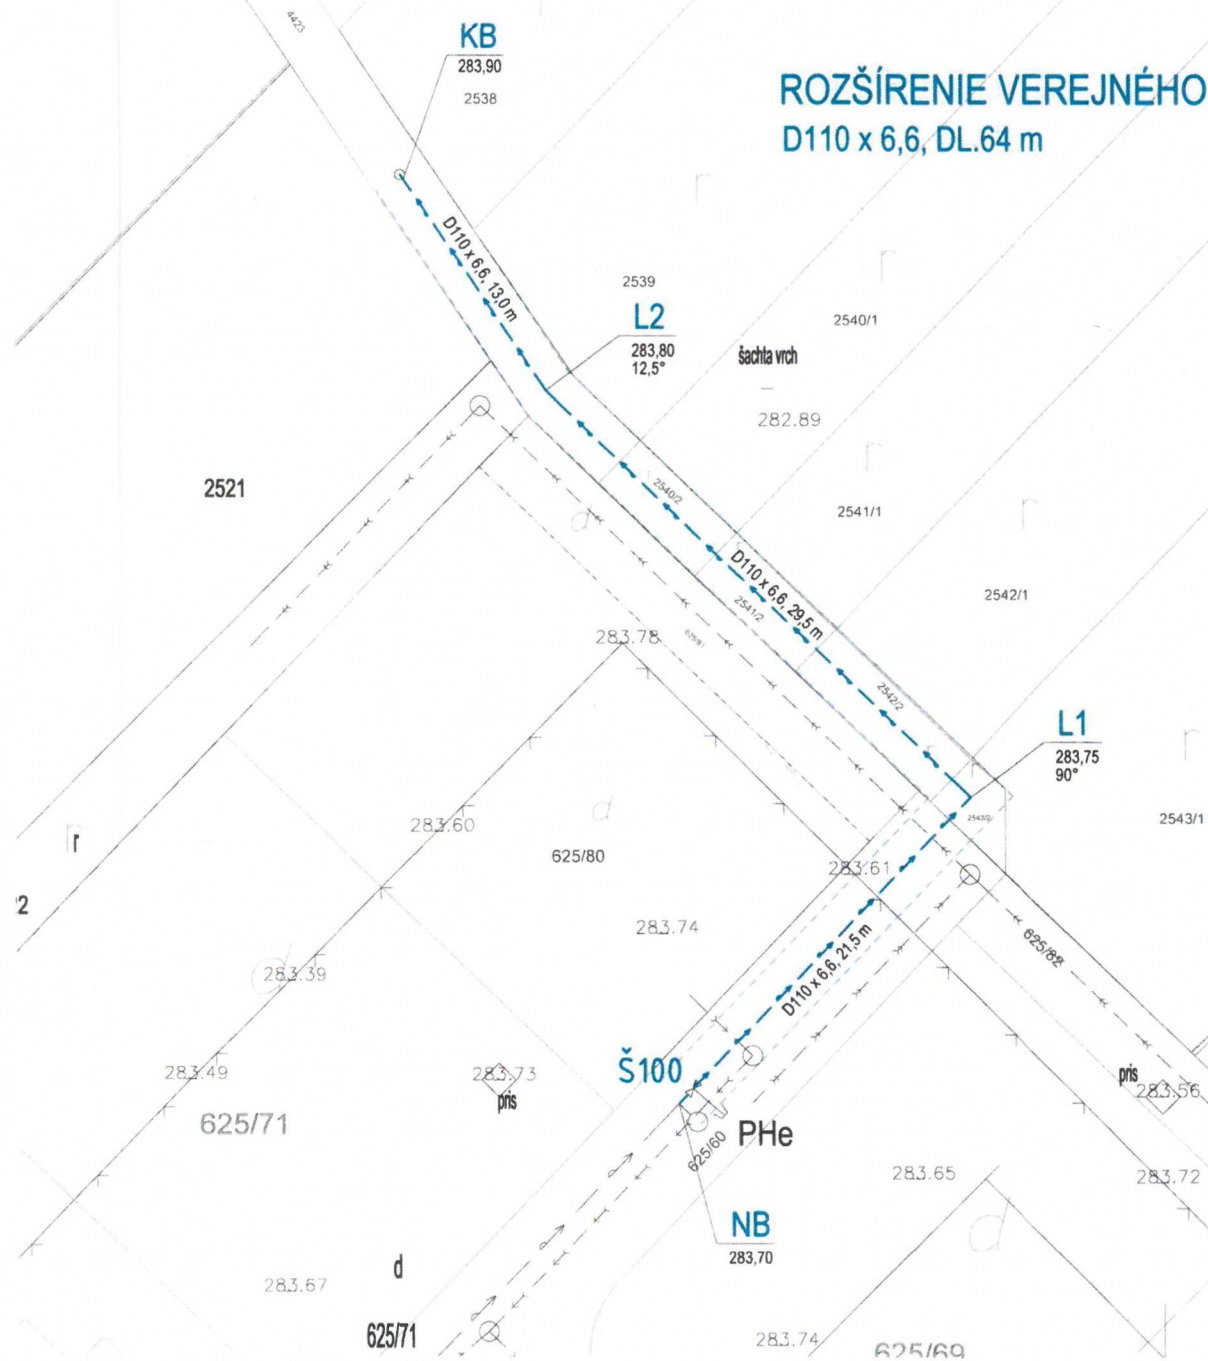 4423
KB
283,90
2538
ROZŠÍRENIE VEREJNÉHO
D110 x 6,6, DL.64 m
D110 x 6,6, 13,0 m
r
2539
r
L2
283,80
12,5°
2540/1
šachta vrch
282.89
2521
2540/2
d
r
2541/1
r
D110 x 6,6, 29,5 m
2541/2
2542/1
283.78
625/81
2542/2
r
L1
283,75
90°
r
283.60
d
2543/2
2543/1
r
r
625/80
283.61
2
283.74
625/82
d
283.39
D110 x 6,6, 21,5 m
283.49
283.73
pris
Š100
pris
283.56
625/71
PHe
625/60
283.65
283.72
NB
283,70
d
d
283.67
625/71
283.74
625/69